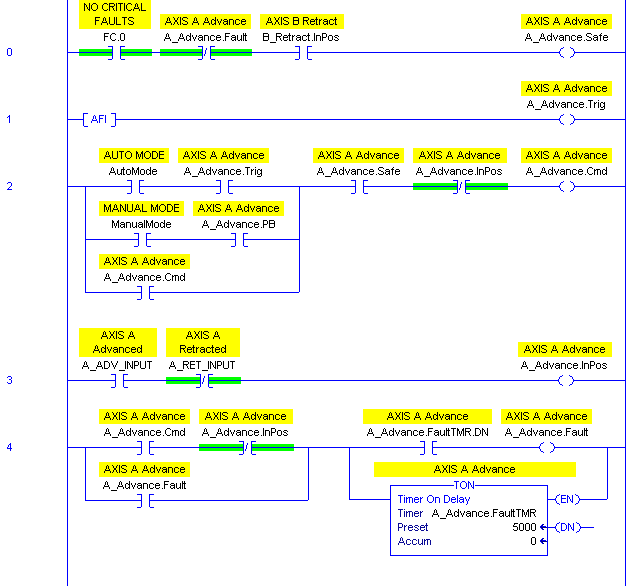 NO CRITICAL
FAULTS
AXIS A Advance
AXIS B Retract
AXIS A Advance
FC.0
A_Advance.Fault
B_Retract.InPos
A_Advance.Safe
0
AXIS A Advance
A_Advance.Trig
1
AFI
AUTO MODE
AXIS A Advance
AXIS A Advance
AXIS A Advance
AXIS A Advance
AutoMode
A_Advance.Trig
A_Advance.Safe
A_Advance.InPos
A_Advance.Cmd
2
MANUAL MODE
AXIS A Advance
ManualMode
A_Advance.PB
AXIS A Advance
A_Advance.Cmd
AXIS A
Advanced
AXIS A
Retracted
AXIS A Advance
A_ADV_INPUT
A_RET_INPUT
A_Advance.InPos
3
AXIS A Advance
AXIS A Advance
AXIS A Advance
AXIS A Advance
A_Advance.Cmd
A_Advance.InPos
A_Advance.FaultTMR.DN
A_Advance.Fault
4
AXIS A Advance
A_Advance.Fault
AXIS A Advance
TON
Timer On Delay
EN
Timer A_Advance.FaultTMR
Preset 5000
DN
Accum 0